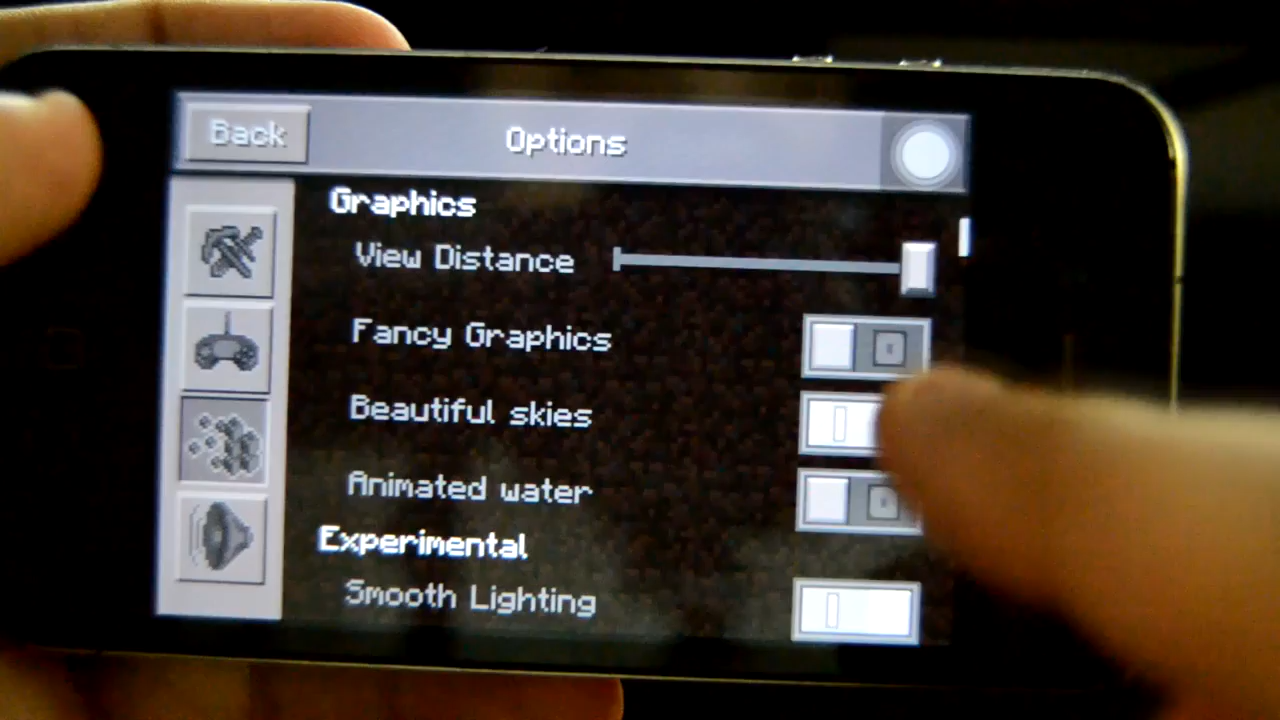 Back
Options
Graphics
View Distance
Fancy Graphics
Beautiful skies
Animated water
Experimental
Smooth Lighting